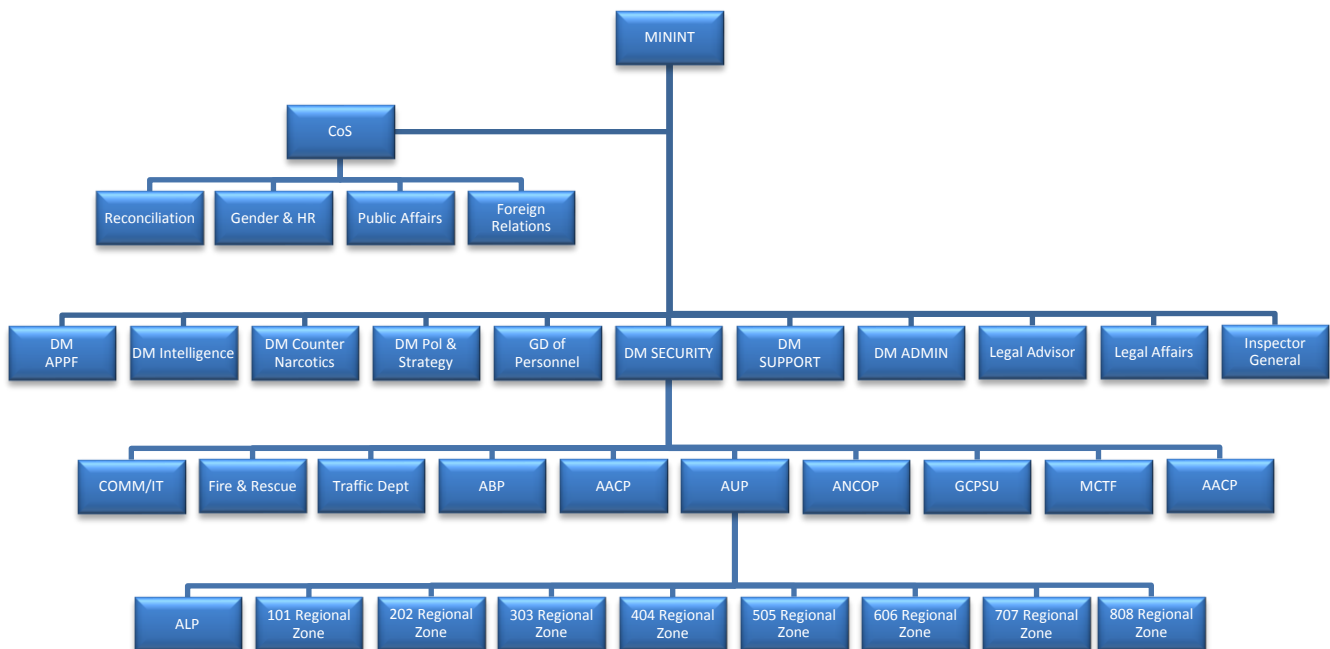 MININT
CoS
Reconciliation
Gender & HR
Public Affairs
Foreign
Relations
DM
APPF
DM Intelligence
DM Counter
Narcotics
DM Pol &
Strategy
GD of
Personnel
DM SECURITY
DM
SUPPORT
DM ADMIN
Legal Advisor
Legal Affairs
Inspector
General
COMM/IT
Fire & Rescue
Traffic Dept
ABP
AACP
AUP
ANCOP
GCPSU
MCTF
AACP
ALP
101 Regional
Zone
202 Regional
Zone
303 Regional
Zone
404 Regional
Zone
505 Regional
Zone
606 Regional
Zone
707 Regional
Zone
808 Regional
Zone